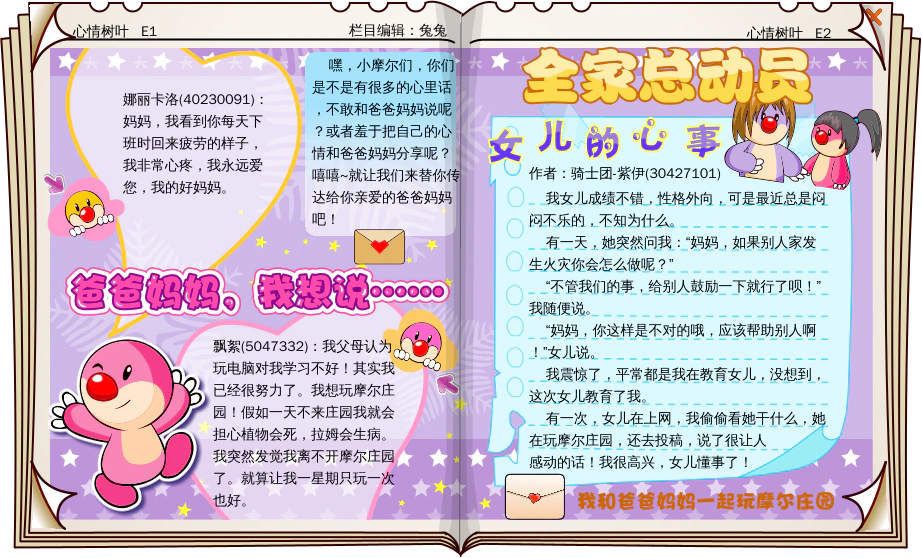 心情树叶 E1
栏目编辑：兔兔
娜丽卡洛(40230091)：
妈妈，我看到你每天下
班时回来疲劳的样子，
我非常心疼，我永远爱
您，我的好妈妈。
嘿，小摩尔们，你们
是不是有很多的心里话
，不敢和爸爸妈妈说呢
？或者羞于把自己的心
情和爸爸妈妈分享呢？
嘻嘻~就让我们来替你传
达给你亲爱的爸爸妈妈
吧！
爸爸妈妈、我想说……
飘絮(5047332)：我父母认为
玩电脑对我学习不好！其实我
已经很努力了。我想玩摩尔庄
园！假如一天不来庄园我就会
担心植物会死，拉姆会生病。
我突然发觉我离不开摩尔庄园
了。就算让我一星期只玩一次
也好。
心情树叶 E2
全家总动员
女儿的心事
作者：骑士团·紫伊(30427101)
我女儿成绩不错，性格外向，可是最近总是闷
闷不乐的，不知为什么。
有一天，她突然问我：“妈妈，如果别人家发
生火灾你会怎么做呢？”
“不管我们的事，给别人鼓励一下就行了呗！”
我随便说。
“妈妈，你这样是不对的哦，应该帮助别人啊
！”女儿说。
我震惊了，平常都是我在教育女儿，没想到，
这次女儿教育了我。
有一次，女儿在上网，我偷偷看她干什么，她
在玩摩尔庄园，还去投稿，说了很让人
感动的话！我很高兴，女儿懂事了！
我和爸爸妈妈一起玩摩尔庄园